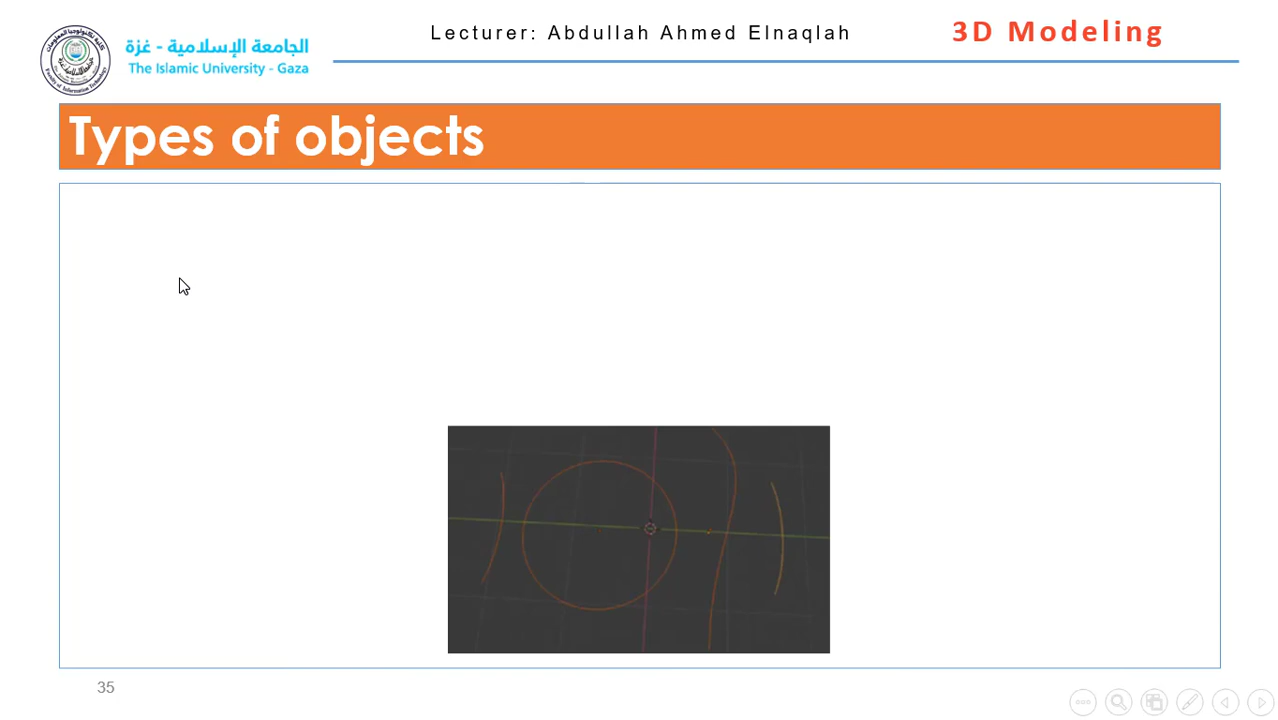 الجامعة الإسلامية - غزة
The Islamic University - Gaza
Lecturer: Abdullah Ahmed Elnaqlah
3D Modeling
Types of objects
35